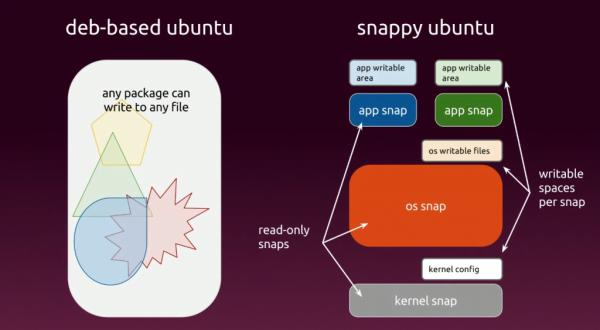 deb-based ubuntu
any package can
write to any file
snappy ubuntu
app writable
area
app writable
area
app snap
app snap
os writable files
os snap
writable
spaces
per snap
read-only
snaps
kernel config
kernel snap